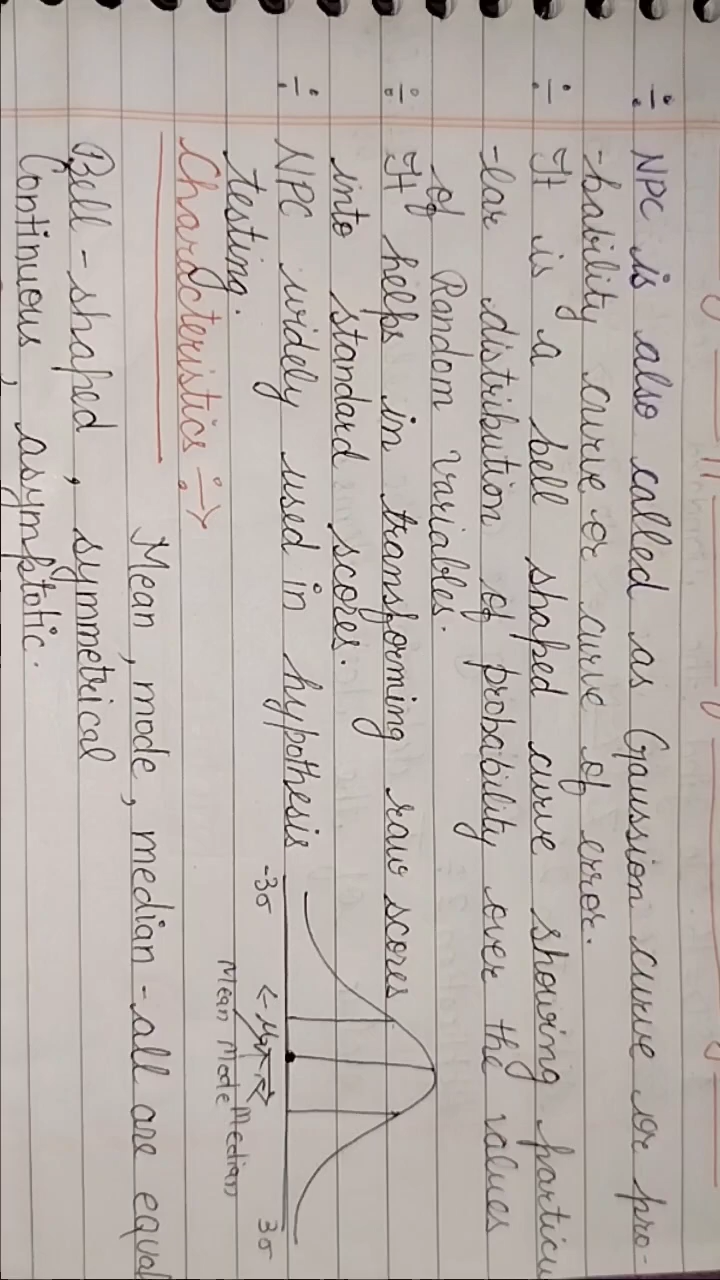 ÷ NPC is also called as Gaussion curve or pro-
-bability curve or curve of error.
÷ It is a bell shaped curve showing particu
-lar distribution of probability over the values
of Random variables.
÷ It helps in transforming raw scores
into standard scores.
÷ NPC widely used in hypothesis
testing.
-3σ 3σ
Mean Mode Median
Characteristics ÷→
Mean, mode, median - all are equal
Bell-shaped, symmetrical
Continuous, asymptotic.